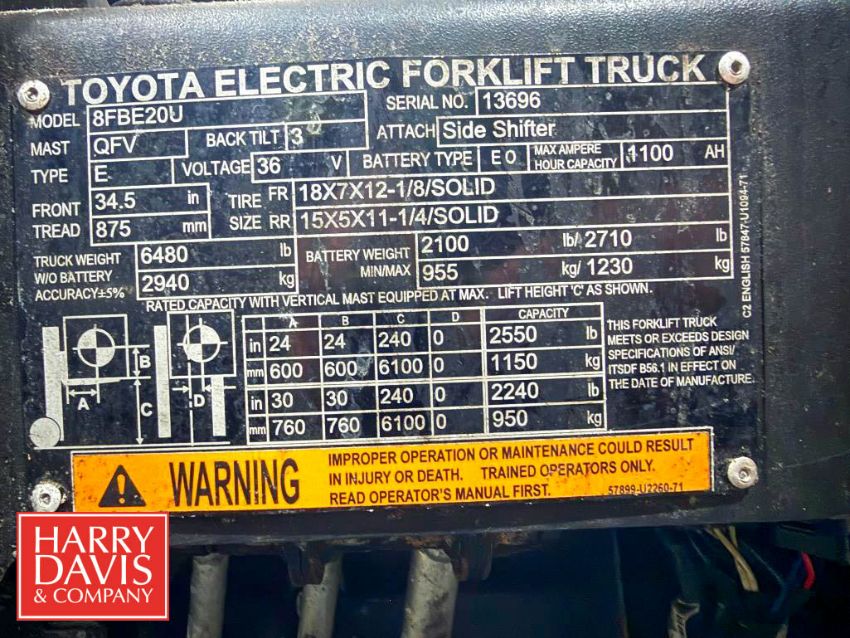 TOYOTA ELECTRIC FORKLIFT TRUCK
MODEL 8FBE20U SERIAL NO. 13696
MAST QFV BACK TILT 3 ATTACH Side Shifter
TYPE E VOLTAGE 36 V BATTERY TYPE E O MAX AMPERE HOUR CAPACITY 1100 AH
FRONT TREAD 34.5 in TIRE SIZE FR 18X7X12-1/8/SOLID
875 mm RR 15X5X11-1/4/SOLID
TRUCK WEIGHT W/O BATTERY ACCURACY±5% 6480 lb BATTERY WEIGHT MIN/MAX 2100 lb/ 2710
2940 kg 955 kg/ 1230
RATED CAPACITY WITH VERTICAL MAST EQUIPPED AT MAX. LIFT HEIGHT 'C' AS SHOWN.
A B C D
A B C D CAPACITY
in 24 24 240 0 2550 lb
mm 600 600 6100 0 1150 kg
in 30 30 240 0 2240 lb
mm 760 760 6100 0 950 kg
THIS FORKLIFT TRUCK
MEETS OR EXCEEDS DESIGN
SPECIFICATIONS OF ANSI/
ITSDF B56.1 IN EFFECT ON
THE DATE OF MANUFACTURE.
C2 ENGLISH 57847-U1094-71
WARNING
IMPROPER OPERATION OR MAINTENANCE COULD RESULT
IN INJURY OR DEATH. TRAINED OPERATORS ONLY.
READ OPERATOR'S MANUAL FIRST. 57899-U2260-71
HARRY
DAVIS
& COMPANY